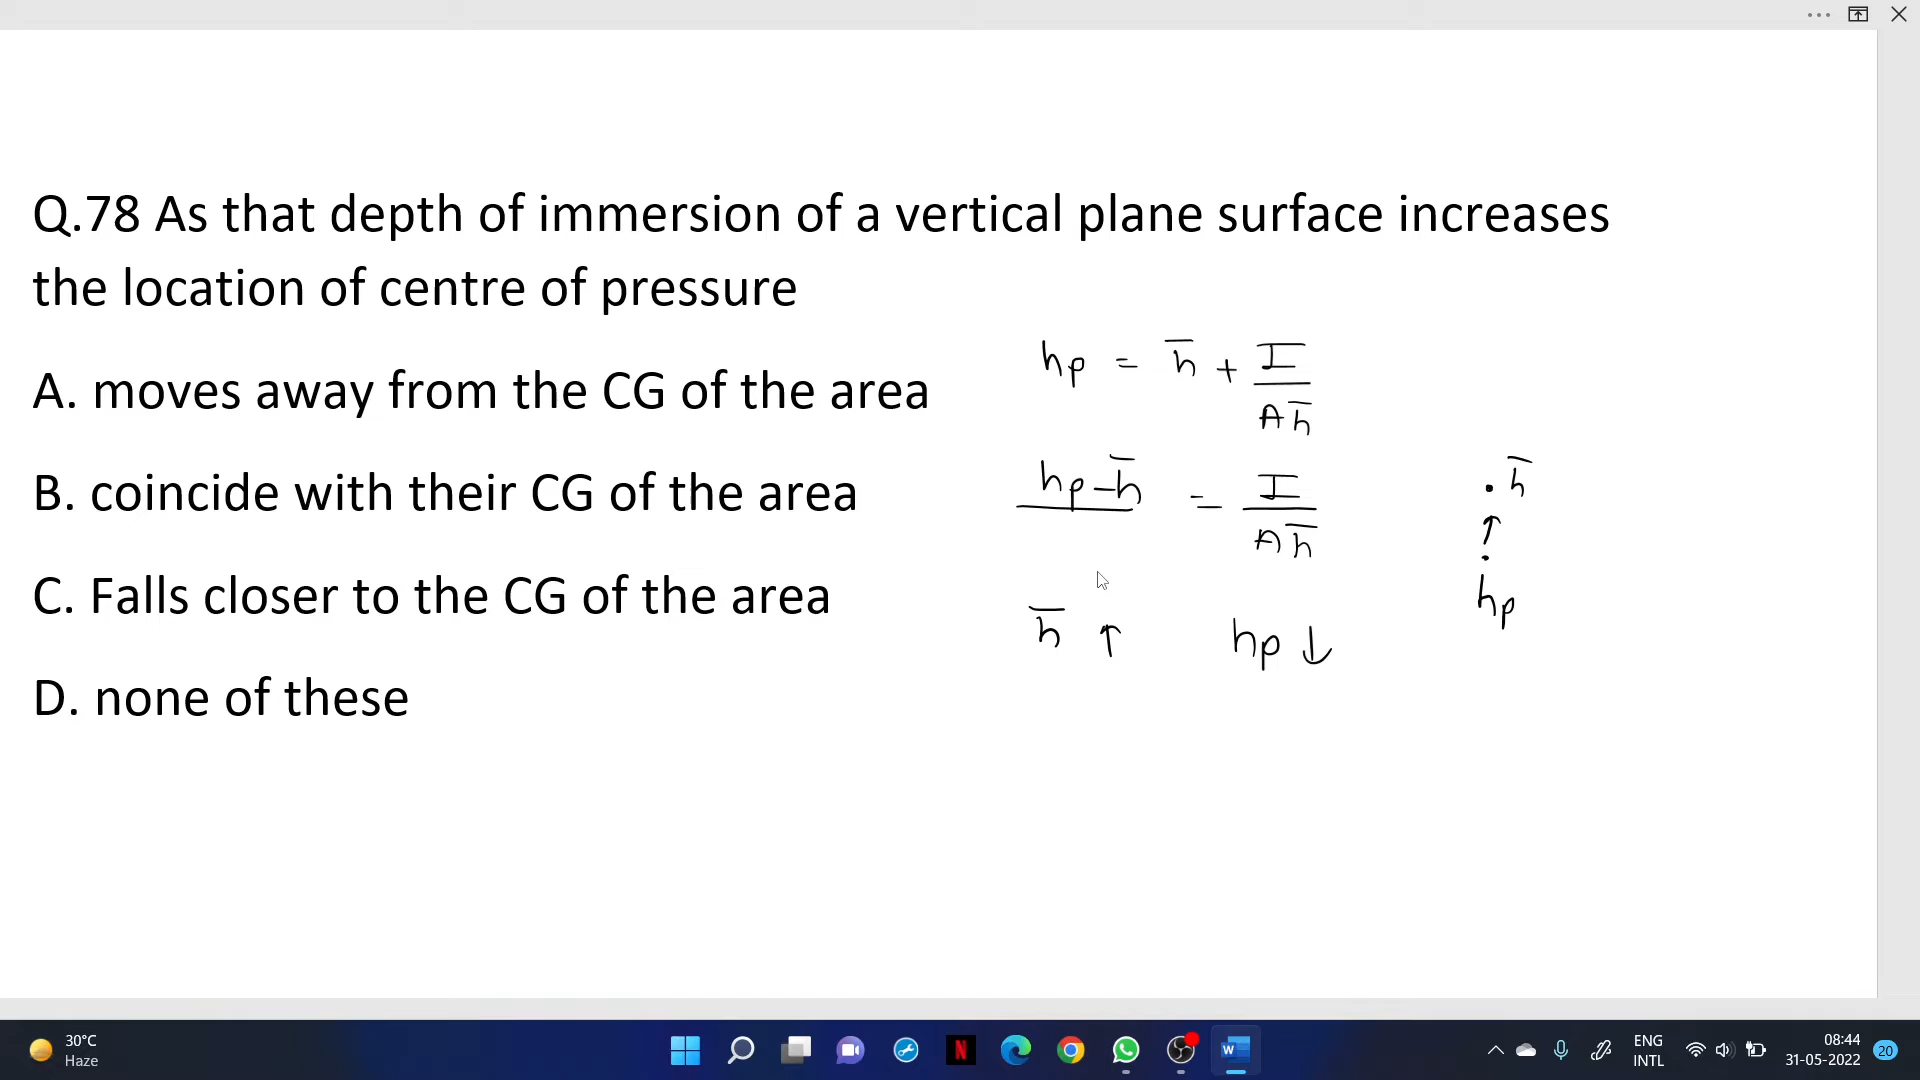 Q.78 As that depth of immersion of a vertical plane surface increases
the location of centre of pressure
A. moves away from the CG of the area
B. coincide with their CG of the area
C. Falls closer to the CG of the area
D. none of these
hp = h̅ + I / A h̅
hp – h̅ = I / A h̅
h̅ ↑ hp ↓
. h̅
↑
.
hp
30°C
Haze
ENG
INTL
08:44
31-05-2022
20